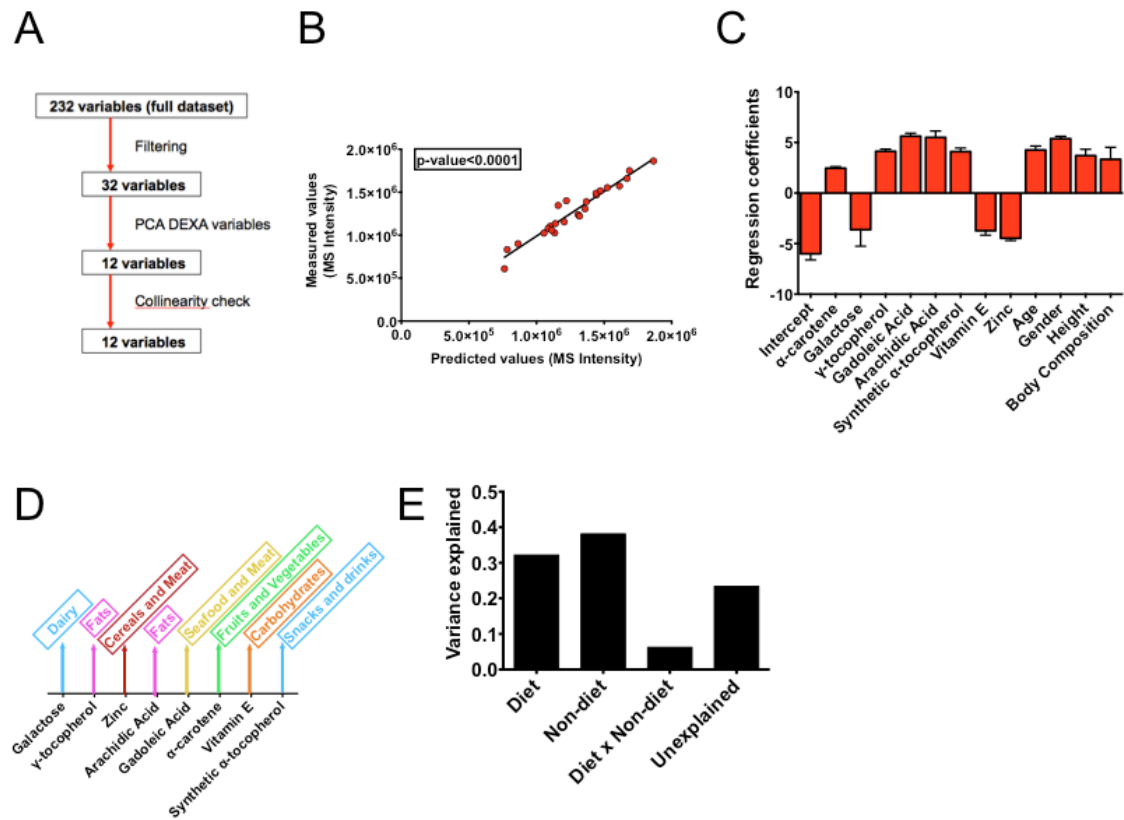 A
232 variables (full dataset)
Filtering
32 variables
PCA DEXA variables
12 variables
Collinearity check
12 variables
B
p-value<0.0001
Measured values
(MS Intensity)
2.0×10⁶
1.5×10⁶
1.0×10⁶
5.0×10⁵
0.0
0.0
5.0×10⁵
1.0×10⁶
1.5×10⁶
2.0×10⁶
Predicted values (MS Intensity)
C
Regression coefficients
10
5
0
-5
-10
Intercept
α-carotene
Galactose
γ-tocopherol
Gadoleic Acid
Arachidic Acid
Synthetic α-tocopherol
Vitamin E
Zinc
Age
Gender
Height
Body Composition
D
Dairy
Fats
Cereals and Meat
Fats
Seafood and Meat
Fruits and Vegetables
Carbohydrates
Snacks and drinks
Galactose
γ-tocopherol
Zinc
Arachidic Acid
Gadoleic Acid
α-carotene
Vitamin E
Synthetic α-tocopherol
E
Variance explained
0.5
0.4
0.3
0.2
0.1
0.0
Diet
Non-diet
Diet x Non-diet
Unexplained